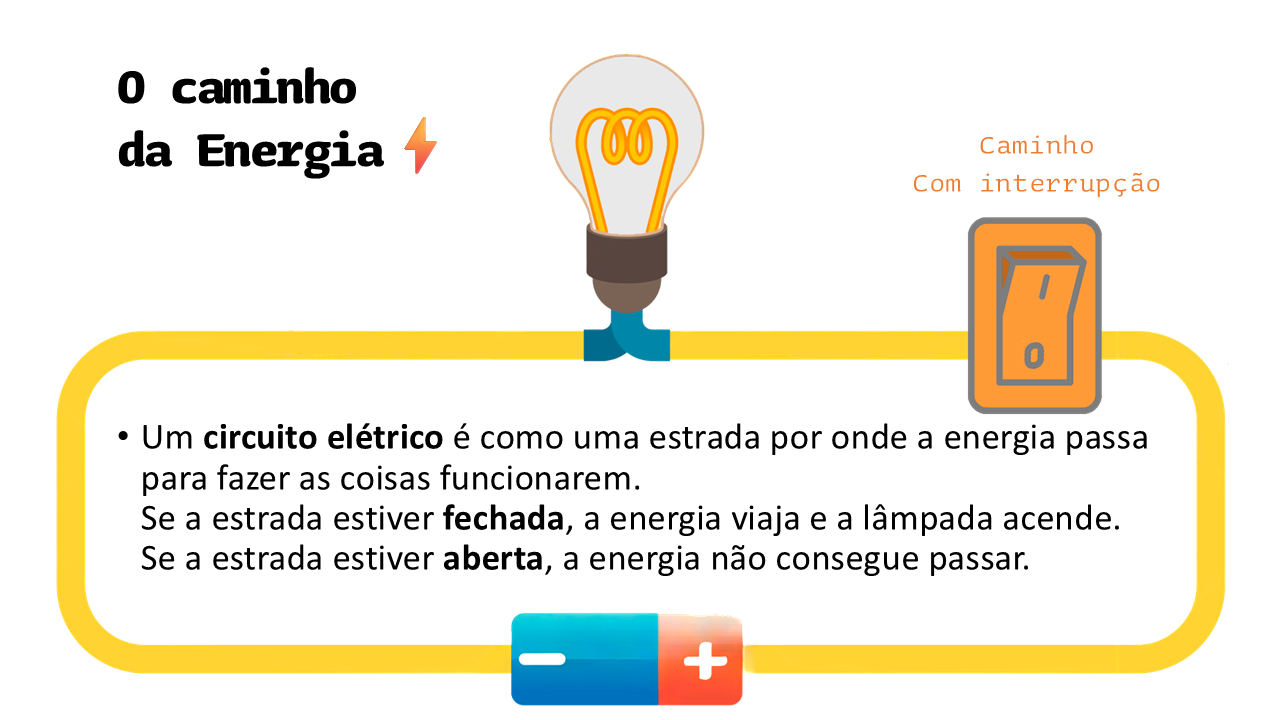 O caminho
da Energia
Caminho
Com interrupção
I
O
• Um circuito elétrico é como uma estrada por onde a energia passa
para fazer as coisas funcionarem.
Se a estrada estiver fechada, a energia viaja e a lâmpada acende.
Se a estrada estiver aberta, a energia não consegue passar.
- +